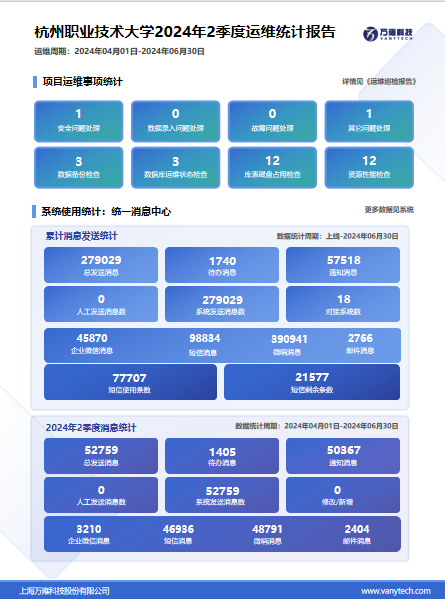 杭州职业技术大学2024年2季度运维统计报告
万雍科技
VANYTECH
运维周期：2024年04月01日-2024年06月30日
项目运维事项统计
详情见《运维巡检报告》
1 0 0 1
安全问题处理 数据录入问题处理 故障问题处理 其它问题处理
3 3 12 12
数据备份检查 数据库运维状态检查 库表磁盘占用检查 资源性能检查
系统使用统计：统一消息中心
更多数据见系统
累计消息发送统计
数据统计周期：上线-2024年06月30日
279029 1740 57518
总发送消息 待办消息 通知消息
0 279029 18
人工发送消息数 系统发送消息数 对接系统数
45870 98834 390941 2766
企业微信消息 短信消息 微哨消息 邮件消息
77707 21577
短信使用条数 短信剩余条数
2024年2季度消息统计
数据统计周期：2024年04月01日-2024年06月30日
52759 1405 50367
总发送消息 待办消息 通知消息
0 52759 0
人工发送消息数 系统发送消息数 修改/新增
3210 46936 48791 2404
企业微信消息 短信消息 微哨消息 邮件消息
上海万雍科技股份有限公司
www.vanytech.com